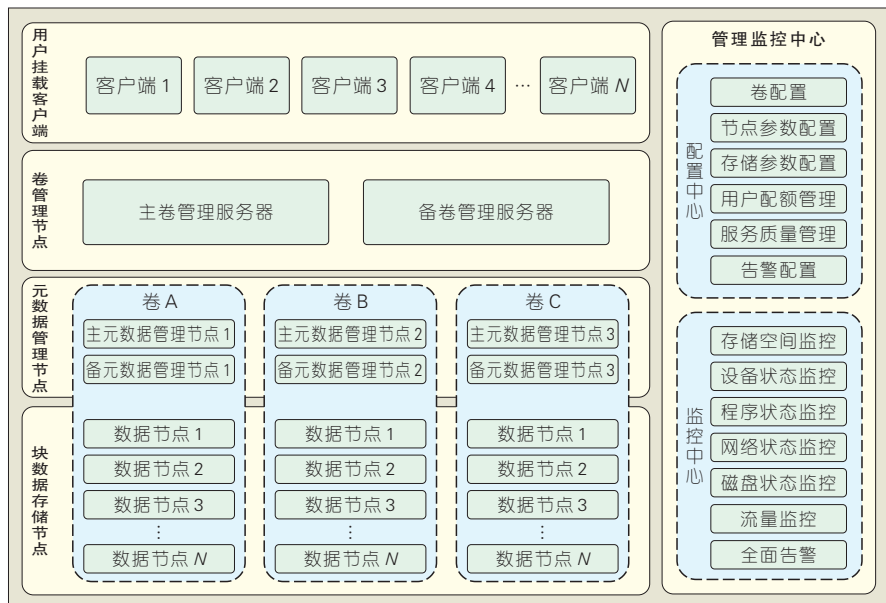 用户挂载客户端
客户端 1
客户端 2
客户端 3
客户端 4
…
客户端 N
卷管理节点
主卷管理服务器
备卷管理服务器
元数据管理节点
卷 A
主元数据管理节点 1
备元数据管理节点 1
卷 B
主元数据管理节点 2
备元数据管理节点 2
卷 C
主元数据管理节点 3
备元数据管理节点 3
块数据存储节点
数据节点 1
数据节点 2
数据节点 3
⋮
数据节点 N
数据节点 1
数据节点 2
数据节点 3
⋮
数据节点 N
数据节点 1
数据节点 2
数据节点 3
⋮
数据节点 N
管理监控中心
配置中心
卷配置
节点参数配置
存储参数配置
用户配额管理
服务质量管理
告警配置
监控中心
存储空间监控
设备状态监控
程序状态监控
网络状态监控
磁盘状态监控
流量监控
全面告警